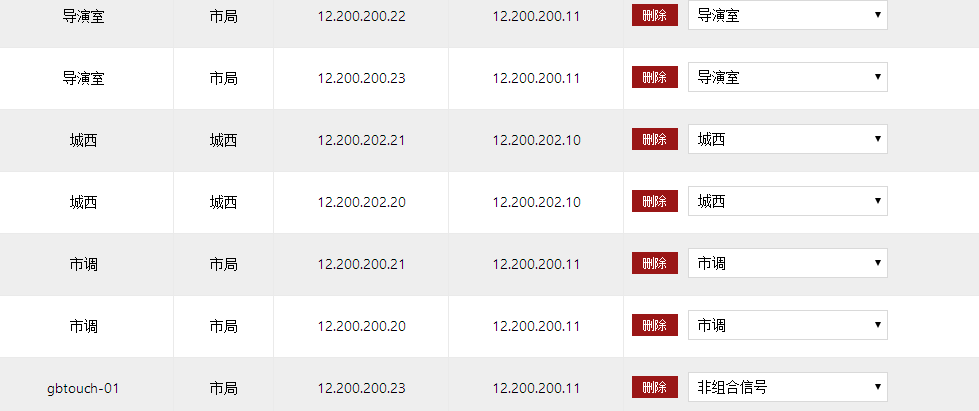 导演室 市局 12.200.200.22 12.200.200.11 删除 导演室
导演室 市局 12.200.200.23 12.200.200.11 删除 导演室
城西 城西 12.200.202.21 12.200.202.10 删除 城西
城西 城西 12.200.202.20 12.200.202.10 删除 城西
市调 市局 12.200.200.21 12.200.200.11 删除 市调
市调 市局 12.200.200.20 12.200.200.11 删除 市调
gbtouch-01 市局 12.200.200.23 12.200.200.11 删除 非组合信号